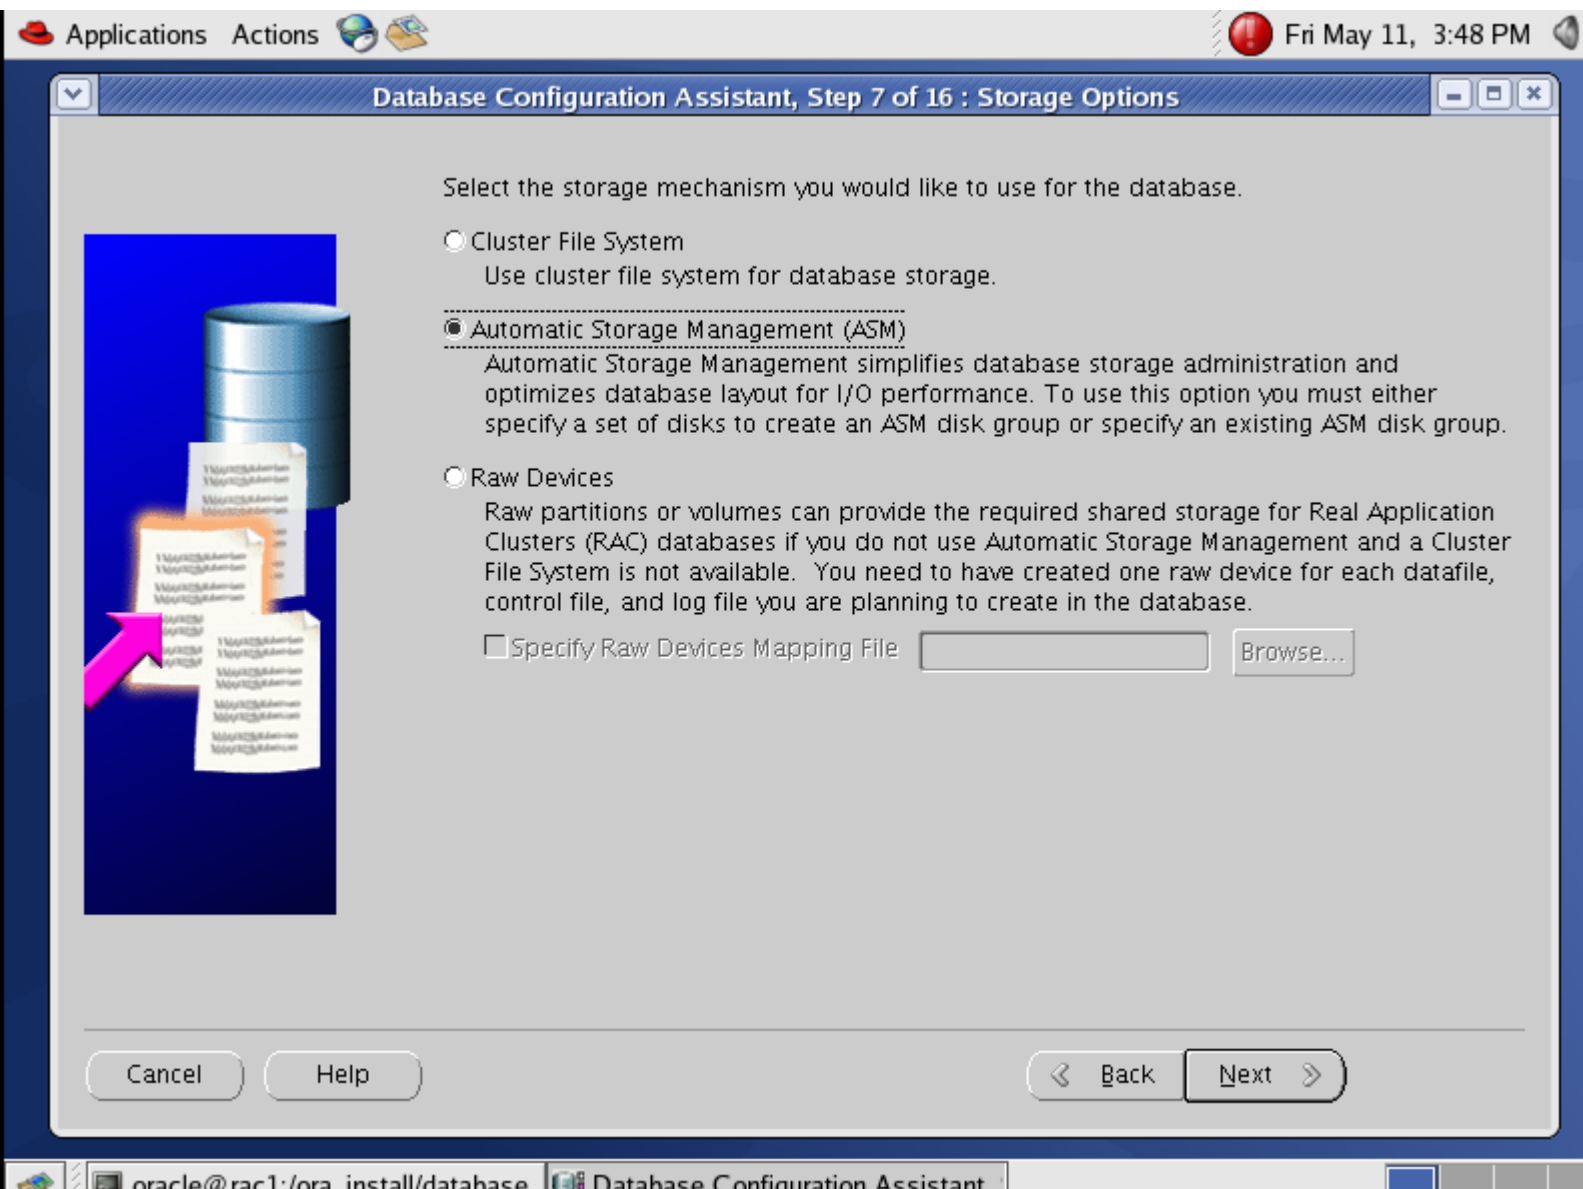 Applications Actions Fri May 11, 3:48 PM
Database Configuration Assistant, Step 7 of 16 : Storage Options
Select the storage mechanism you would like to use for the database.
Cluster File System
Use cluster file system for database storage.
Automatic Storage Management (ASM)
Automatic Storage Management simplifies database storage administration and
optimizes database layout for I/O performance. To use this option you must either
specify a set of disks to create an ASM disk group or specify an existing ASM disk group.
Raw Devices
Raw partitions or volumes can provide the required shared storage for Real Application
Clusters (RAC) databases if you do not use Automatic Storage Management and a Cluster
File System is not available. You need to have created one raw device for each datafile,
control file, and log file you are planning to create in the database.
Specify Raw Devices Mapping File Browse...
Cancel Help Back Next
oracle@rac1:/ora_install/database Database Configuration Assistant